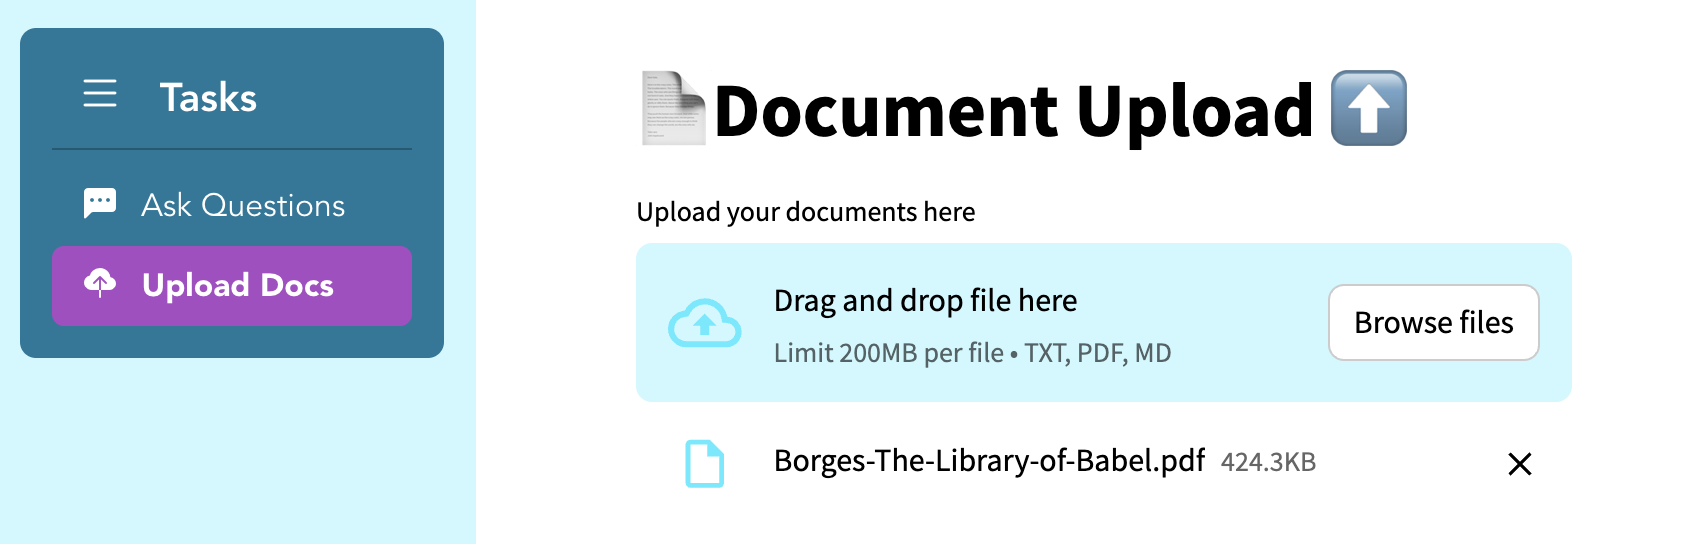 Tasks
Ask Questions
Upload Docs
Document Upload
Upload your documents here
Drag and drop file here
Limit 200MB per file • TXT, PDF, MD
Browse files
Borges-The-Library-of-Babel.pdf 424.3KB